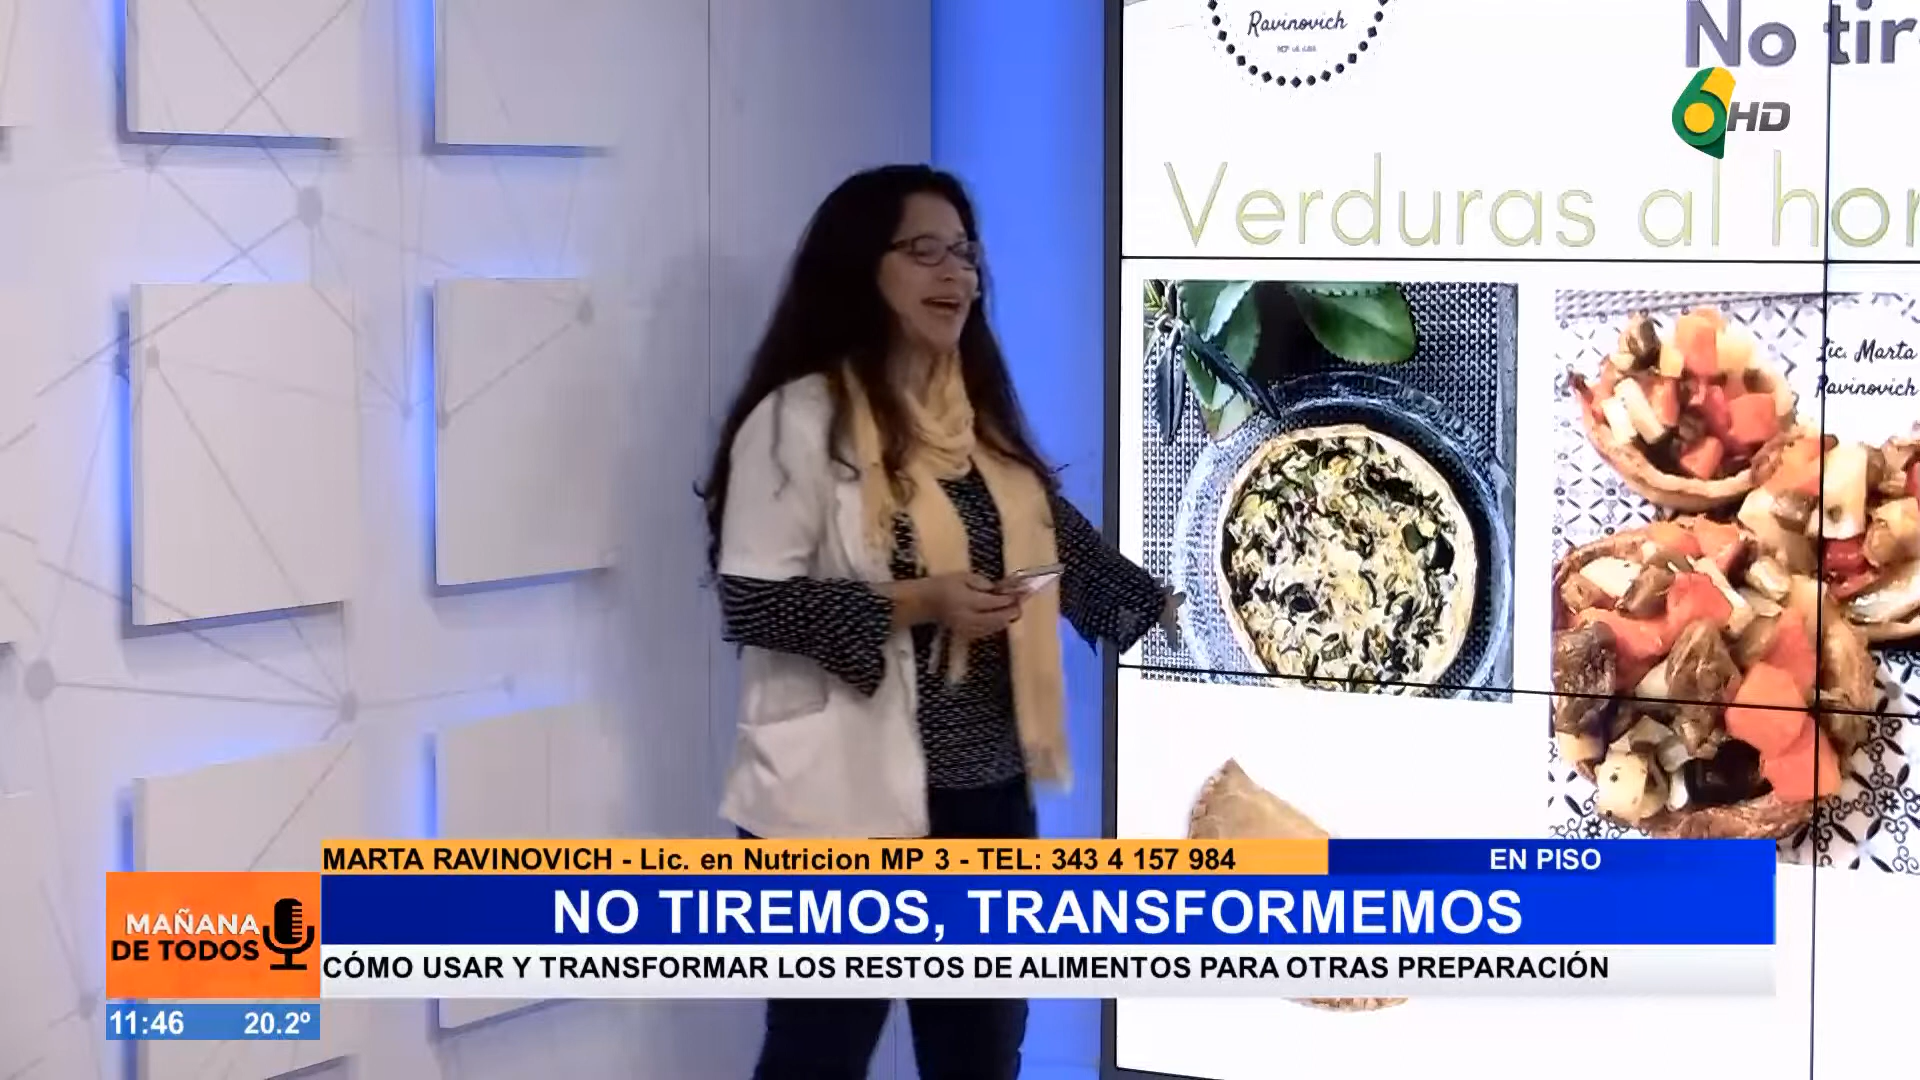 Ravinovich
No tir
6HD
Verduras al hor
Lic. Marta
Ravinovich
MARTA RAVINOVICH - Lic. en Nutricion MP 3 - TEL: 343 4 157 984
EN PISO
NO TIREMOS, TRANSFORMEMOS
MAÑANA
DE TODOS
CÓMO USAR Y TRANSFORMAR LOS RESTOS DE ALIMENTOS PARA OTRAS PREPARACIÓN
11:46 20.2º